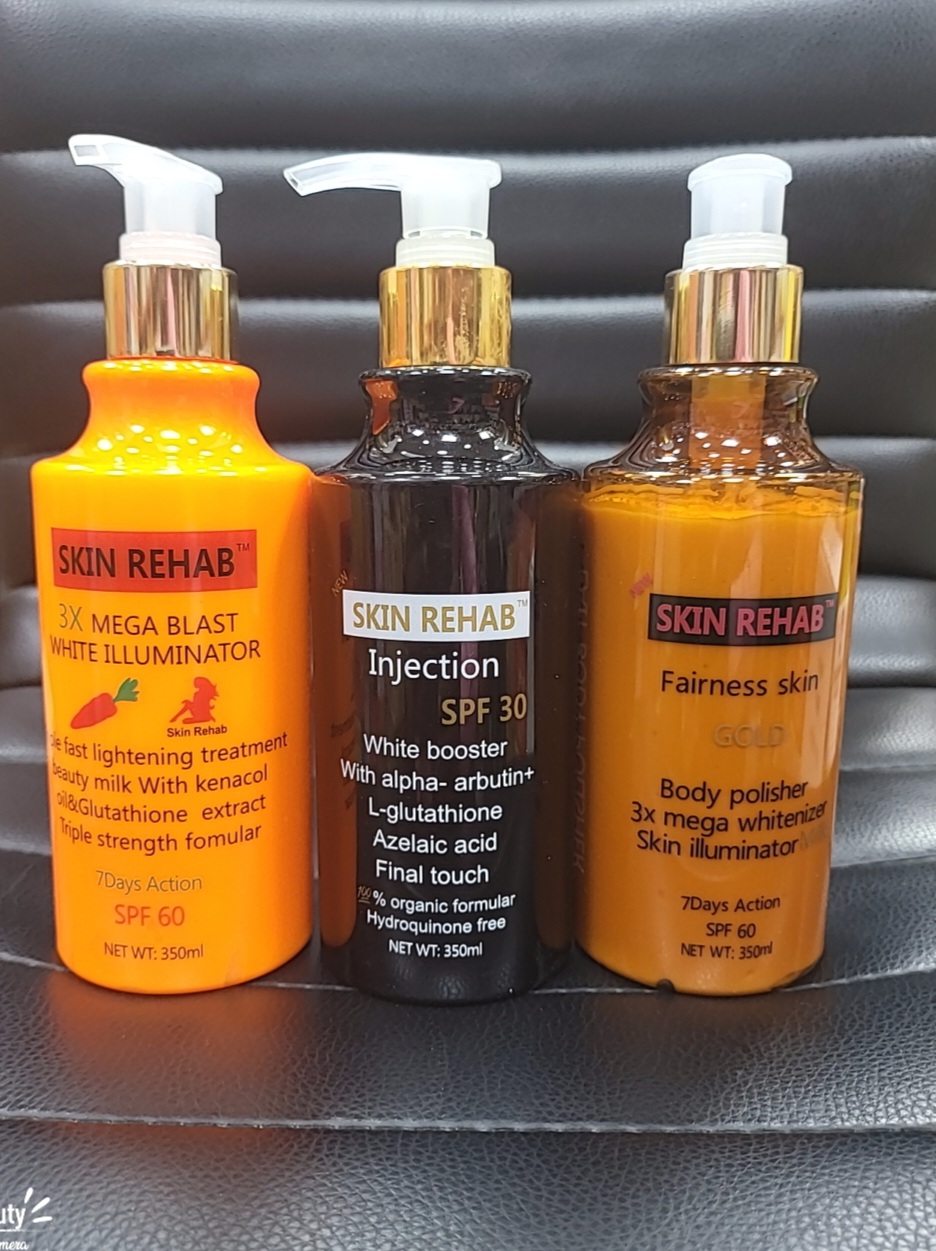 SKIN REHAB™
3X MEGA BLAST
WHITE ILLUMINATOR
Skin Rehab
fast lightening treatment
beauty milk With kenacol
oil&Glutathione extract
Triple strength fomular
7Days Action
SPF 60
NET WT: 350ml
NEW
SKIN REHAB™
Injection
SPF 30
White booster
With alpha- arbutin+
L-glutathione
Azelaic acid
Final touch
100% organic formular
Hydroquinone free
NET WT: 350ml
NEW
SKIN REHAB™
Fairness skin
GOLD
Body polisher
3x mega whitenizer
Skin illuminator
7Days Action
SPF 60
NET WT: 350ml